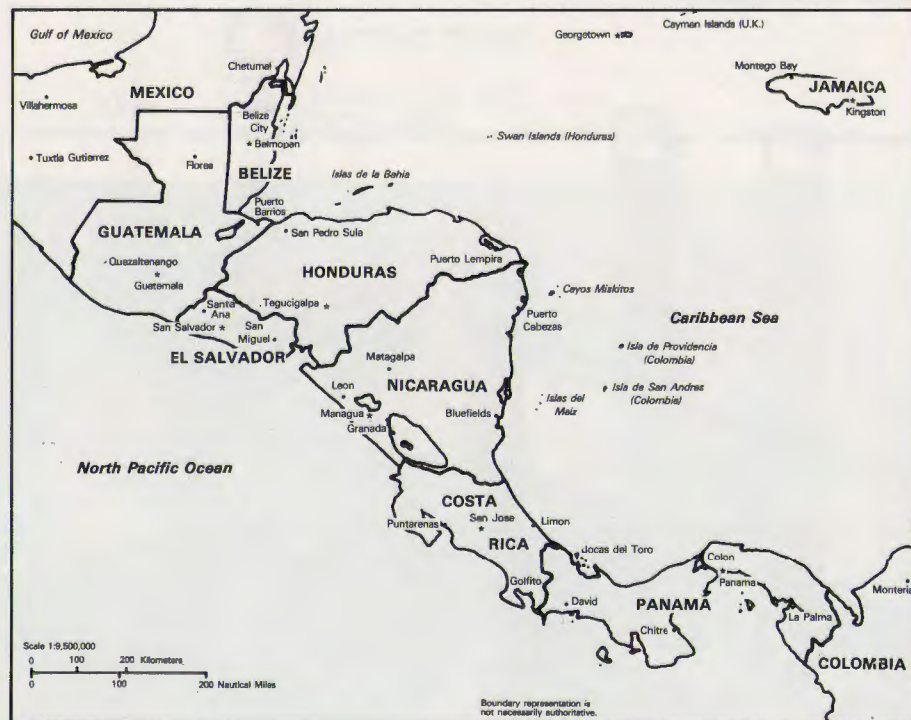 Gulf of Mexico
Cayman Islands (U.K.)
Georgetown
Chetumal
Montego Bay
JAMAICA
Kingston
MEXICO
Villahermosa
Belize
City
Belmopan
Swan Islands (Honduras)
Tuxtla Gutierrez
Flores
BELIZE
Islas de la Bahia
Puerto
Barrios
GUATEMALA
San Pedro Sula
Quezaltenango
Guatemala
HONDURAS
Puerto Lempira
Cayos Miskitos
Santa
Ana
Tegucigalpa
Puerto
Cabezas
Caribbean Sea
San Salvador
San
Miguel
EL SALVADOR
Isla de Providencia
(Colombia)
Matagalpa
NICARAGUA
Isla de San Andres
(Colombia)
Leon
Islas del
Maiz
Managua
Granada
Bluefields
North Pacific Ocean
COSTA
RICA
San Jose
Puntarenas
Limon
Jocas del Toro
Colon
Panama
Monteria
Golfito
David
PANAMA
La Palma
Chitre
COLOMBIA
Scale 1:9,500,000
0 100 200 Kilometers
0 100 200 Nautical Miles
Boundary representation is
not necessarily authoritative.